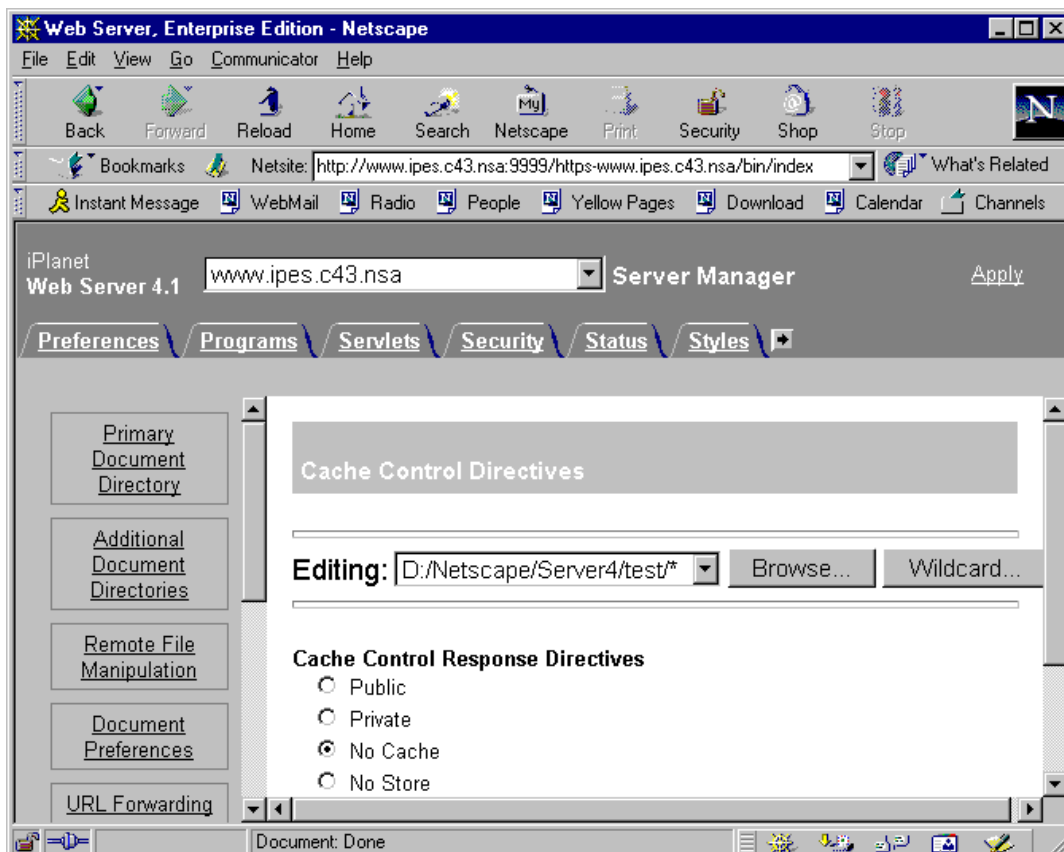 Web Server, Enterprise Edition - Netscape
File Edit View Go Communicator Help
My
N
Back Forward Reload Home Search Netscape Print Security Shop Stop
Bookmarks Netsite: http://www.ipes.c43.nsa:9999/https-www.ipes.c43.nsa/bin/index What's Related
Instant Message WebMail Radio People Yellow Pages Download Calendar Channels
iPlanet
Web Server 4.1
www.ipes.c43.nsa
Server Manager
Apply
Preferences Programs Servlets Security Status Styles
Primary
Document
Directory
Additional
Document
Directories
Remote File
Manipulation
Document
Preferences
URL Forwarding
Cache Control Directives
Editing: D:/Netscape/Server4/test/* Browse... Wildcard...
Cache Control Response Directives
Public
Private
No Cache
No Store
Document: Done